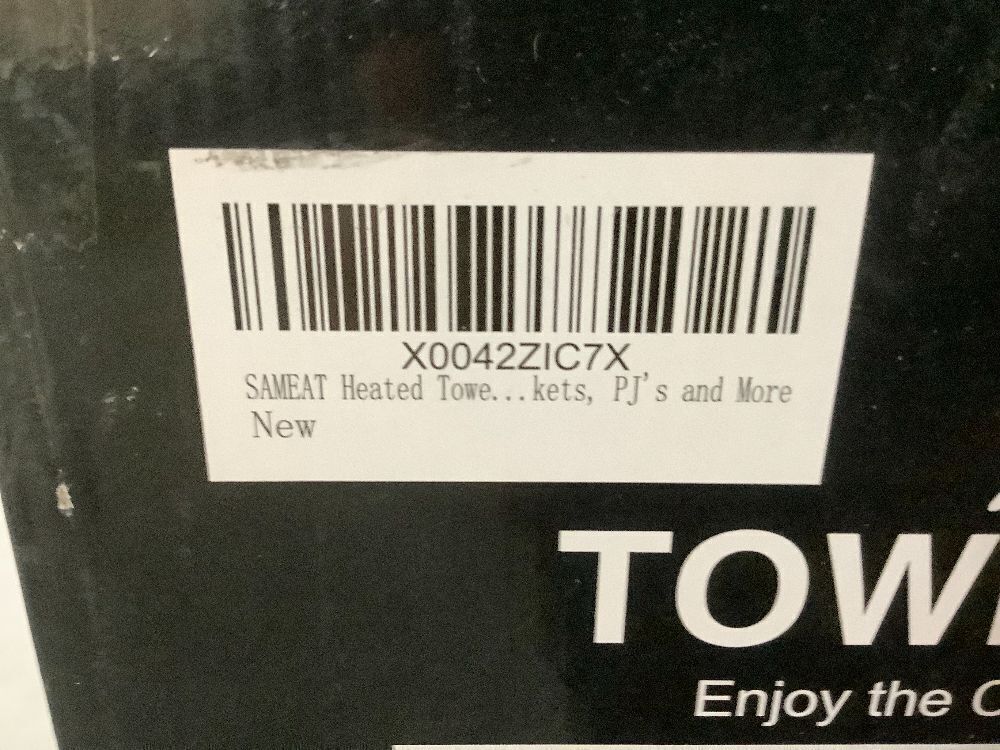 X0042ZIC7X
SAMEAT Heated Towe...kets, PJ's and More
New
TOW
Enjoy the